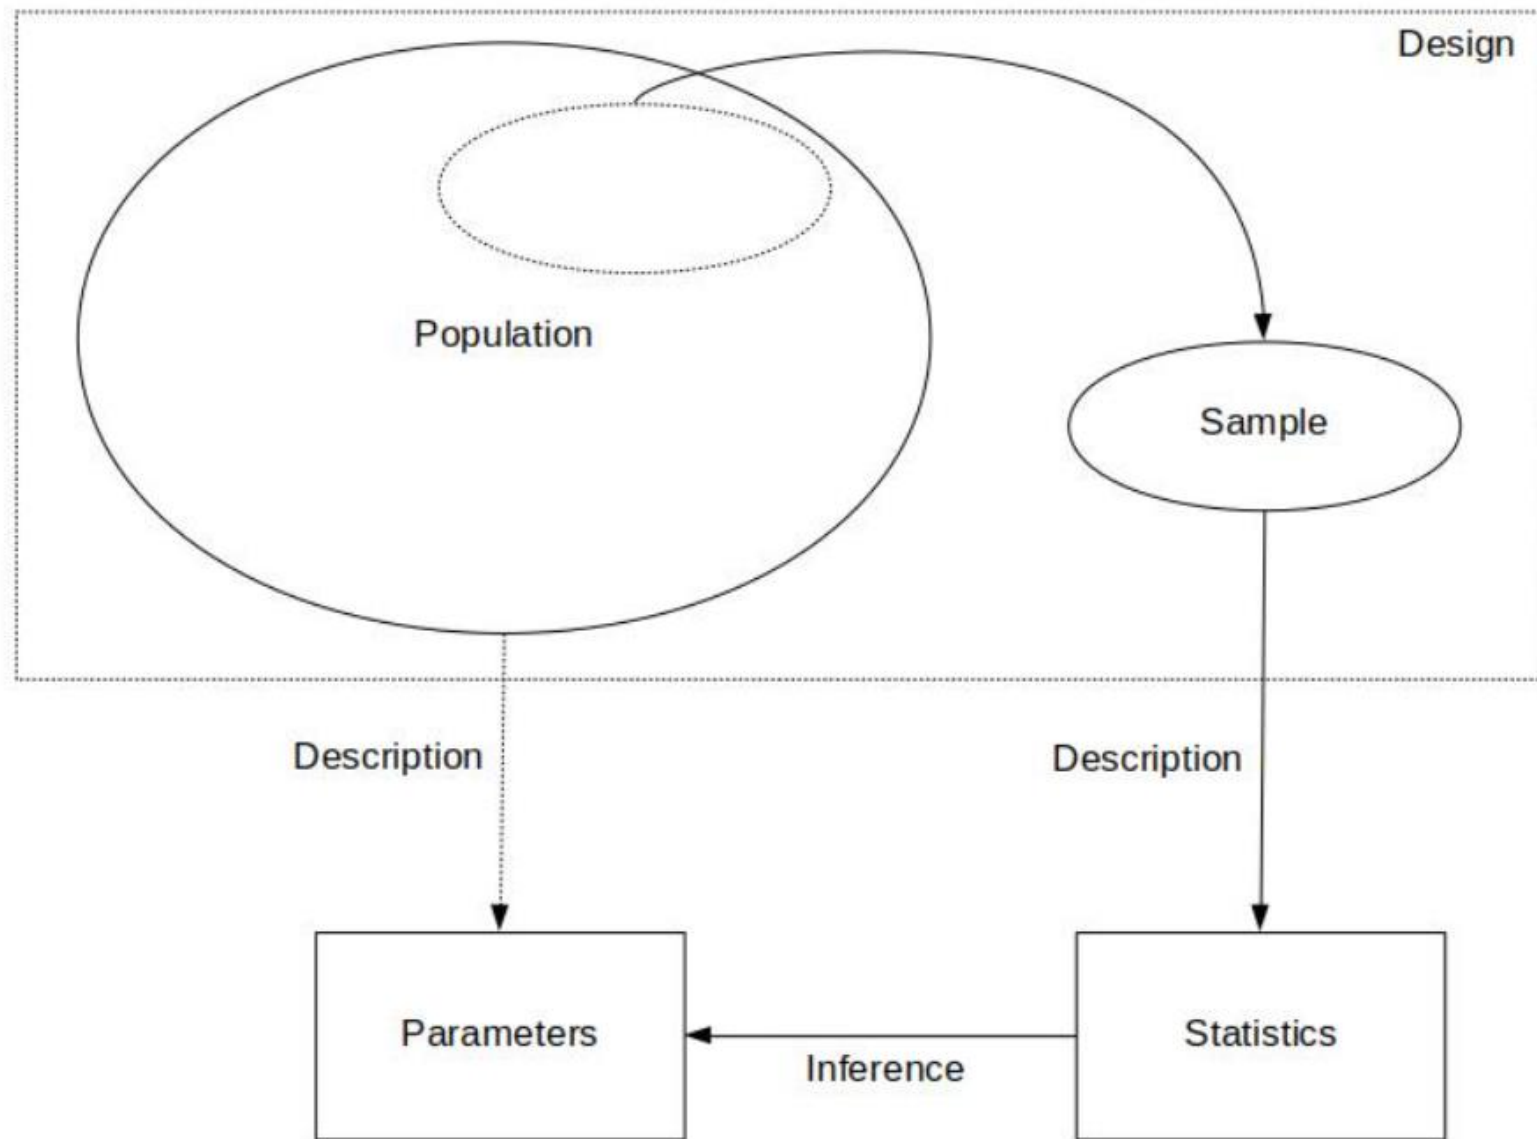 Design
Population
Sample
Description
Description
Parameters
Statistics
Inference